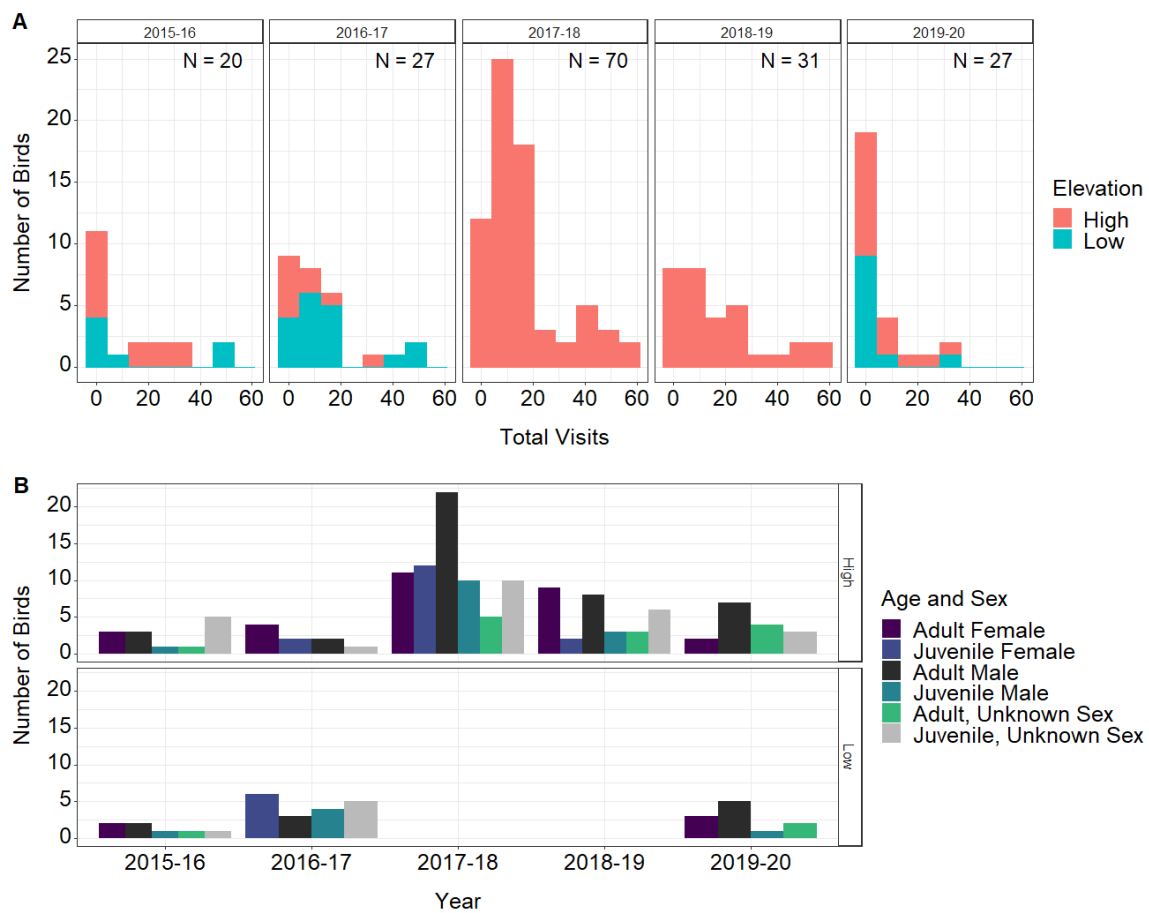 A
2015-16 2016-17 2017-18 2018-19 2019-20
N = 20 N = 27 N = 70 N = 31 N = 27
Number of Birds
25
20
15
10
5
0
0 20 40 60 0 20 40 60 0 20 40 60 0 20 40 60 0 20 40 60
Total Visits
Elevation
High
Low
B
Number of Birds
20
15
10
5
0
High
Number of Birds
20
15
10
5
0
Low
2015-16 2016-17 2017-18 2018-19 2019-20
Year
Age and Sex
Adult Female
Juvenile Female
Adult Male
Juvenile Male
Adult, Unknown Sex
Juvenile, Unknown Sex